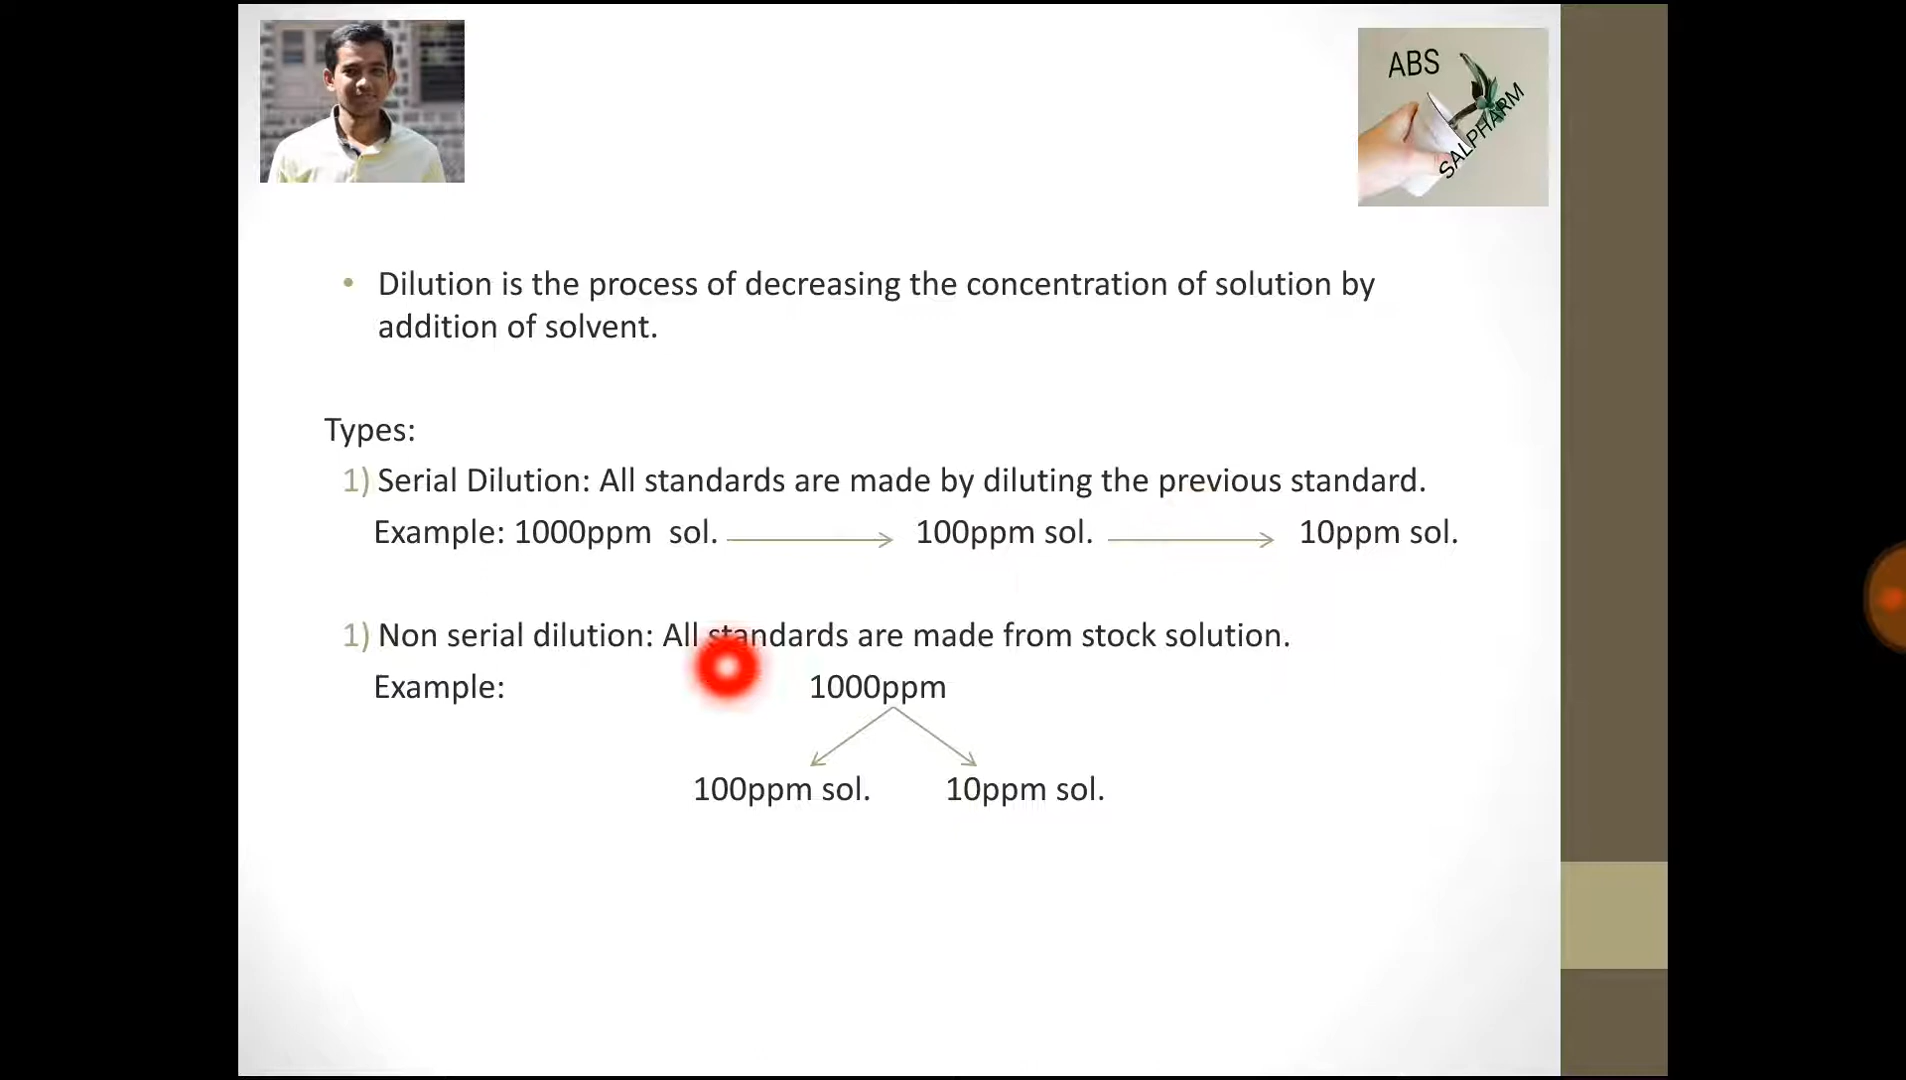 ABS
SALPHARM
• Dilution is the process of decreasing the concentration of solution by
addition of solvent.
Types:
1) Serial Dilution: All standards are made by diluting the previous standard.
Example: 1000ppm sol. 100ppm sol. 10ppm sol.
1) Non serial dilution: All standards are made from stock solution.
Example: 1000ppm
100ppm sol. 10ppm sol.